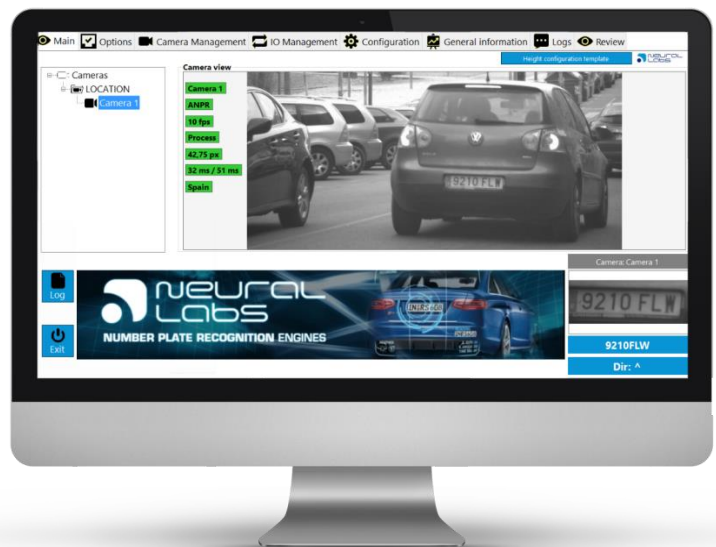 Main Options Camera Management IO Management Configuration General information Logs Review
Height configuration template
Neural Labs
Cameras
LOCATION
Camera 1
Camera view
Camera 1
ANPR
10 fps
Process
42,75 px
32 ms / 51 ms
Spain
9210 FLW
Log
Exit
Neural
Labs
NUMBER PLATE RECOGNITION ENGINES
Camera: Camera 1
9210 FLW
9210FLW
Dir: ^